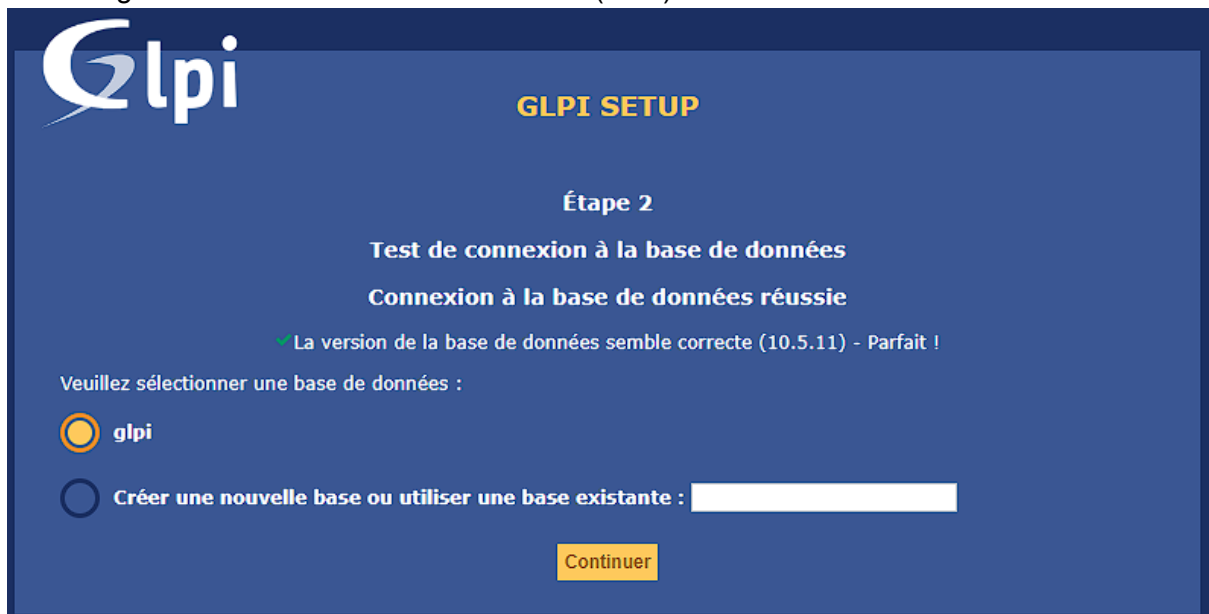 Glpi
GLPI SETUP
Étape 2
Test de connexion à la base de données
Connexion à la base de données réussie
La version de la base de données semble correcte (10.5.11) - Parfait !
Veuillez sélectionner une base de données :
glpi
Créer une nouvelle base ou utiliser une base existante :
Continuer